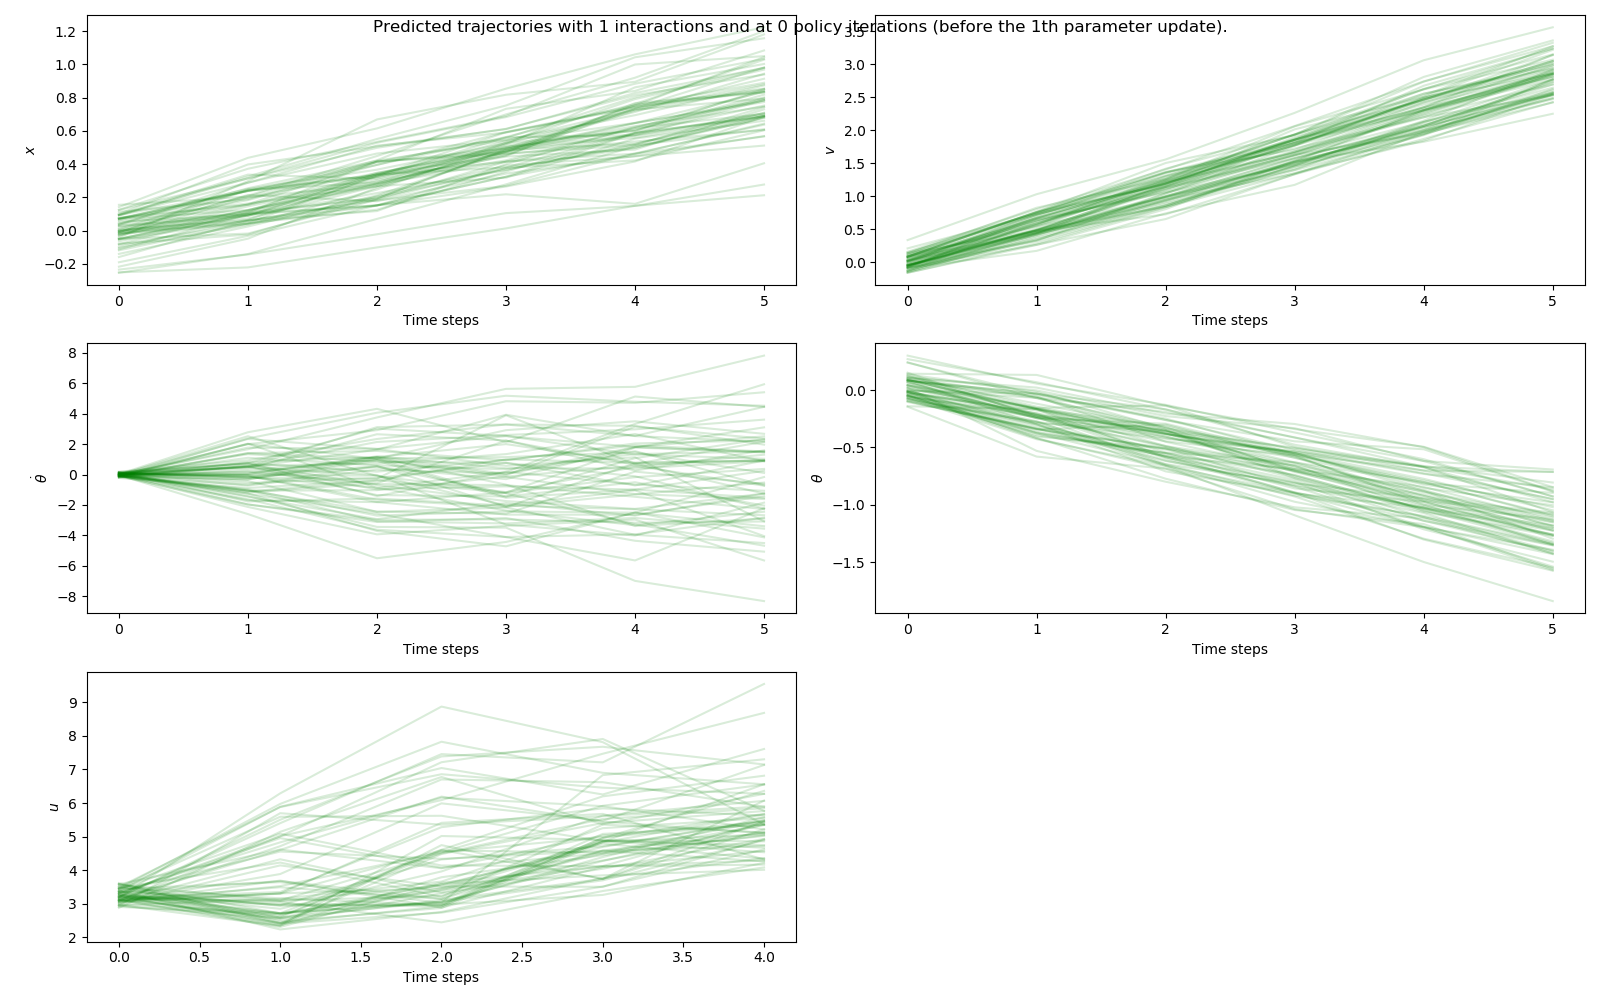 Predicted trajectories with 1 interactions and at 0 policy iterations (before the 1th parameter update).
1.2
1.0
0.8
0.6
0.4
0.2
0.0
−0.2
x
0 1 2 3 4 5
Time steps
3.5
3.0
2.5
2.0
1.5
1.0
0.5
0.0
v
0 1 2 3 4 5
Time steps
8
6
4
2
0
−2
−4
−6
−8
θ̇
0 1 2 3 4 5
Time steps
0.0
−0.5
−1.0
−1.5
θ
0 1 2 3 4 5
Time steps
9
8
7
6
5
4
3
2
u
0.0 0.5 1.0 1.5 2.0 2.5 3.0 3.5 4.0
Time steps